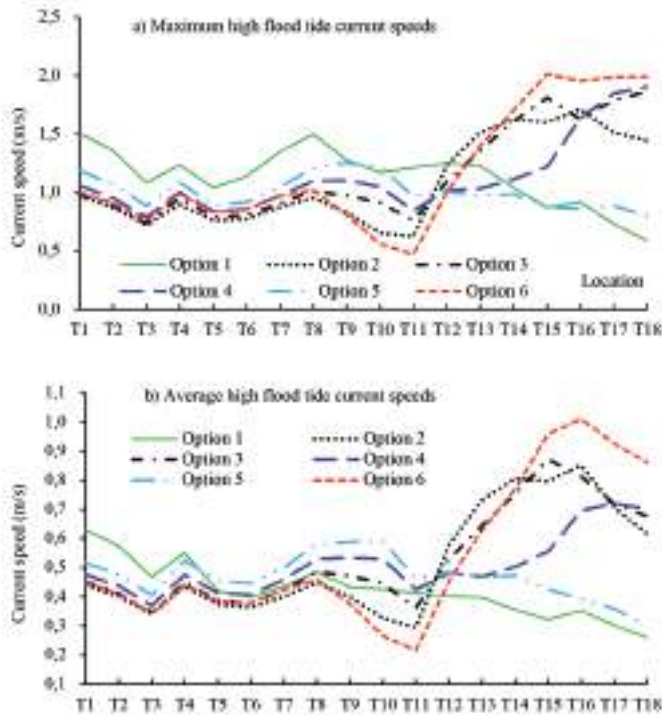 a) Maximum high flood tide current speeds
Current speed (m/s)
2,5
2,0
1,5
1,0
0,5
0,0
Option 1 Option 2 Option 3
Option 4 Option 5 Option 6
Location
T1 T2 T3 T4 T5 T6 T7 T8 T9 T10 T11 T12 T13 T14 T15 T16 T17 T18
b) Average high flood tide current speeds
Current speed (m/s)
1,1
1,0
0,9
0,8
0,7
0,6
0,5
0,4
0,3
0,2
0,1
Option 1 Option 2
Option 3 Option 4
Option 5 Option 6
T1 T2 T3 T4 T5 T6 T7 T8 T9 T10 T11 T12 T13 T14 T15 T16 T17 T18